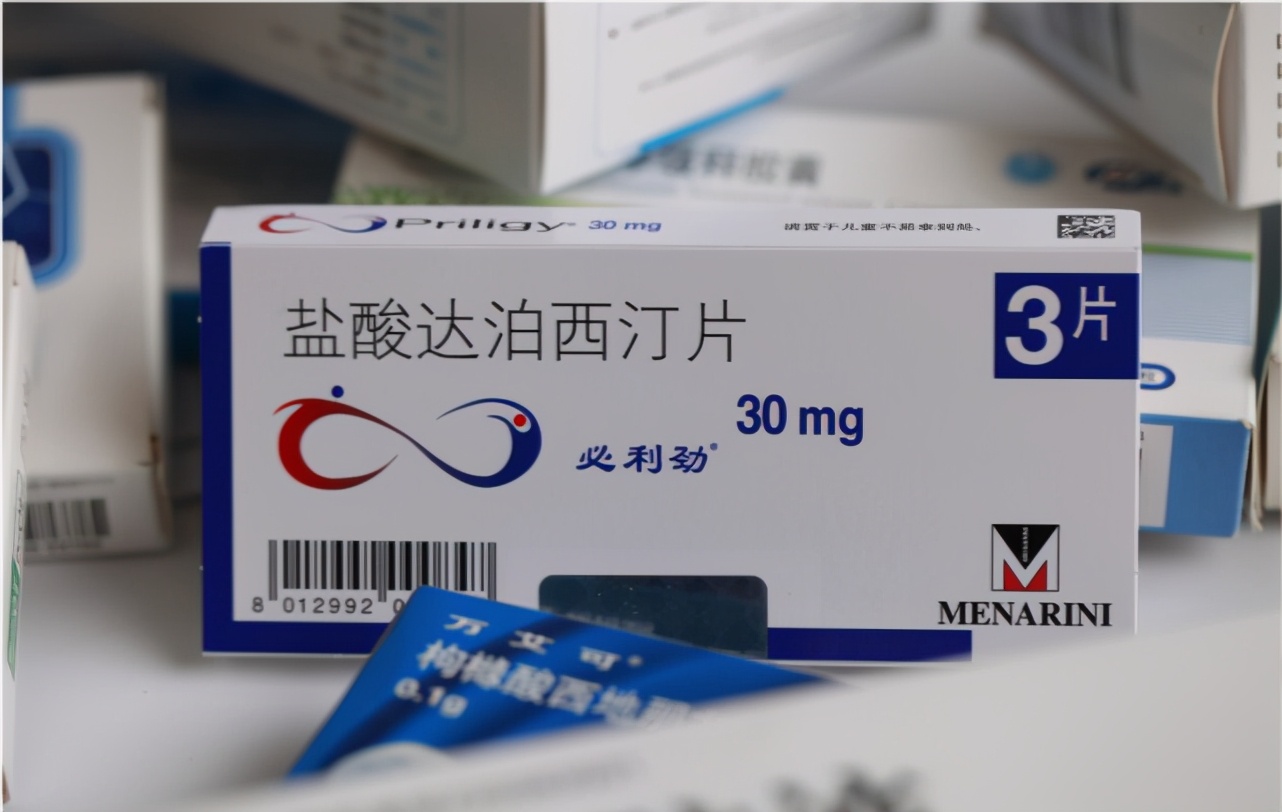 Priligy 30 mg
盐酸达泊西汀片
3片
30 mg
必利劲®
8 012992 0
MENARINI
万艾可®
枸橼酸西地
0.1g